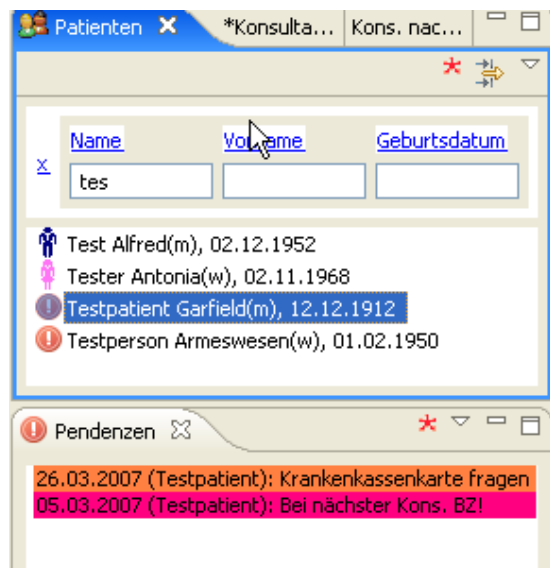 Patienten *Konsulta... Kons. nac...
Name Vorname Geburtsdatum
x
tes
Test Alfred(m), 02.12.1952
Tester Antonia(w), 02.11.1968
Testpatient Garfield(m), 12.12.1912
Testperson Armeswesen(w), 01.02.1950
Pendenzen
26.03.2007 (Testpatient): Krankenkassenkarte fragen
05.03.2007 (Testpatient): Bei nächster Kons. BZ!